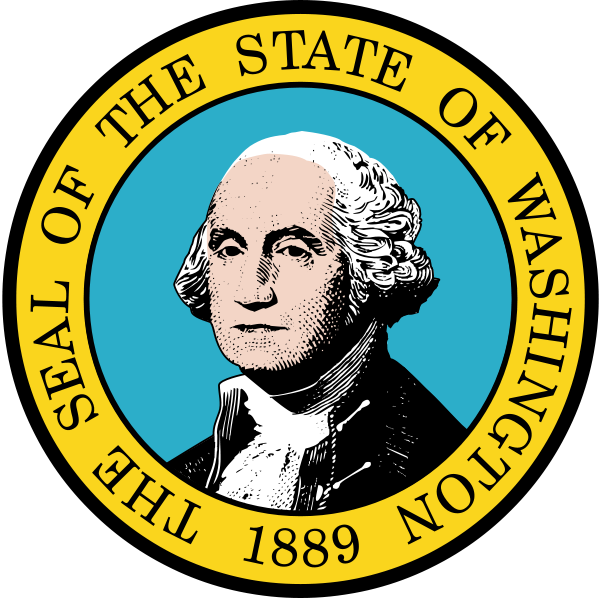 THE SEAL OF THE STATE OF WASHINGTON
1889